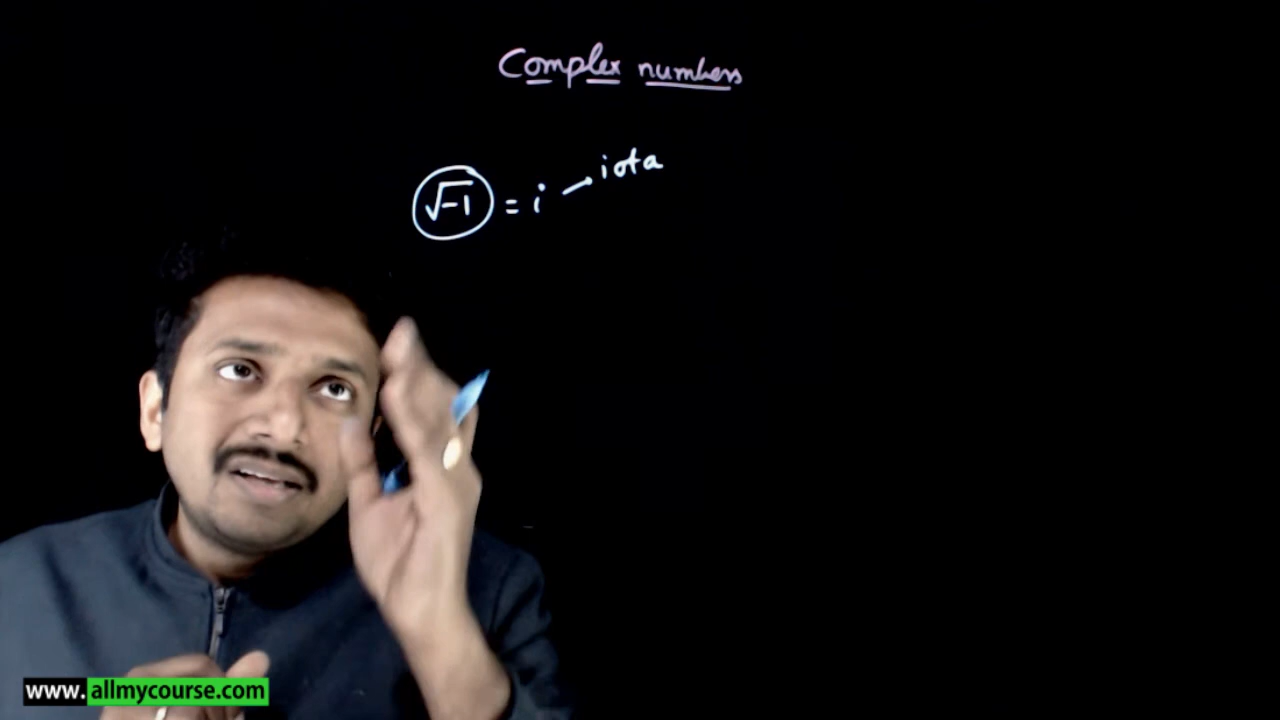 Complex numbers
√-1 = i → iota
www.allmycourse.com